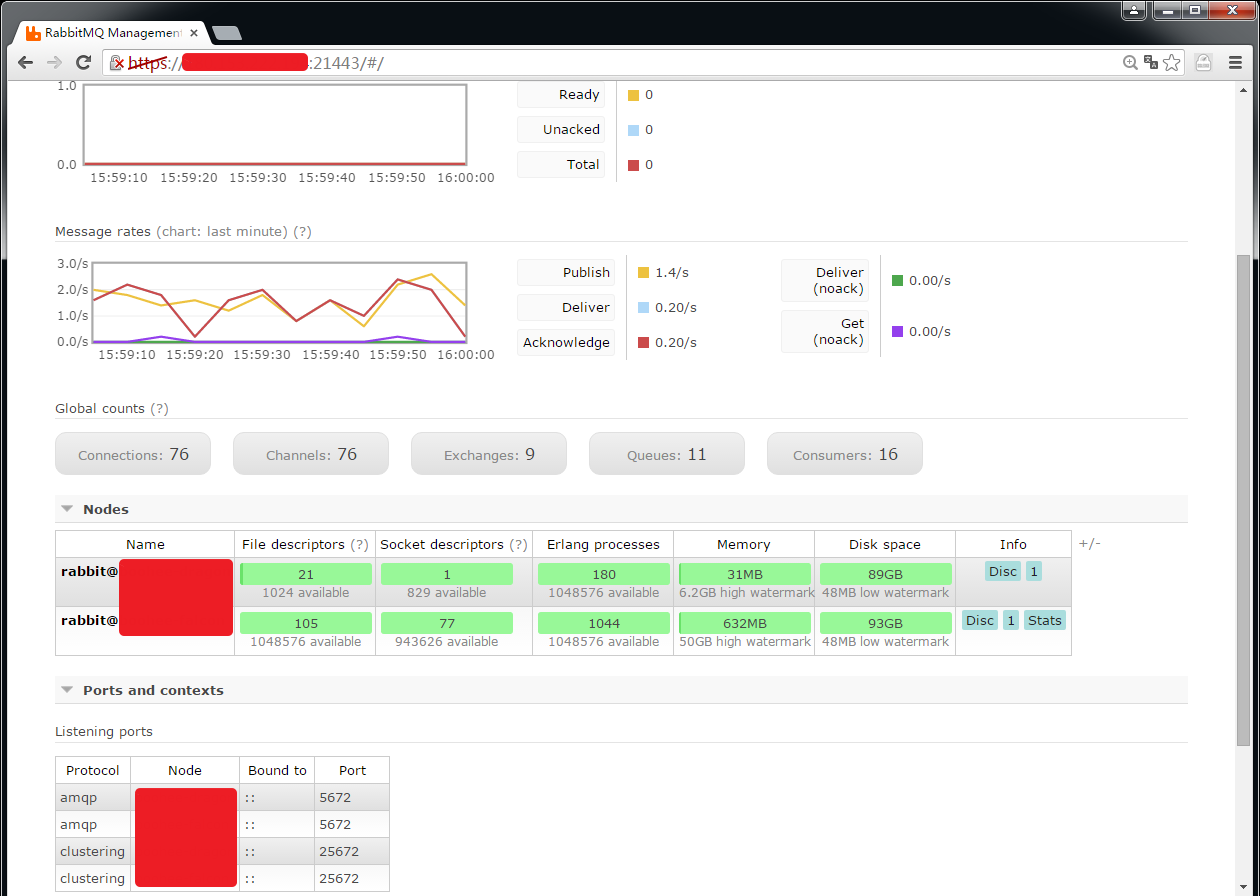 RabbitMQ Management
https:// :21443/#/
1.0
0.0
15:59:10 15:59:20 15:59:30 15:59:40 15:59:50 16:00:00
Ready 0
Unacked 0
Total 0
Message rates (chart: last minute) (?)
3.0/s
2.0/s
1.0/s
0.0/s
15:59:10 15:59:20 15:59:30 15:59:40 15:59:50 16:00:00
Publish 1.4/s
Deliver 0.20/s
Acknowledge 0.20/s
Deliver
(noack) 0.00/s
Get
(noack) 0.00/s
Global counts (?)
Connections: 76 Channels: 76 Exchanges: 9 Queues: 11 Consumers: 16
Nodes
Name File descriptors (?) Socket descriptors (?) Erlang processes Memory Disk space Info +/-
rabbit@ 21 1 180 31MB 89GB Disc 1
1024 available 829 available 1048576 available 6.2GB high watermark 48MB low watermark
rabbit@ 105 77 1044 632MB 93GB Disc 1 Stats
1048576 available 943626 available 1048576 available 50GB high watermark 48MB low watermark
Ports and contexts
Listening ports
Protocol Node Bound to Port
amqp :: 5672
amqp :: 5672
clustering :: 25672
clustering :: 25672